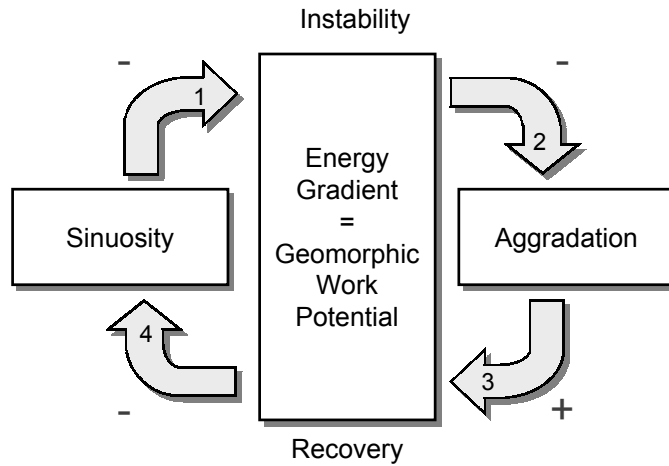 Instability
-
-
1
2
Energy
Gradient
=
Geomorphic
Work
Potential
Sinuosity
Aggradation
4
3
-
+
Recovery